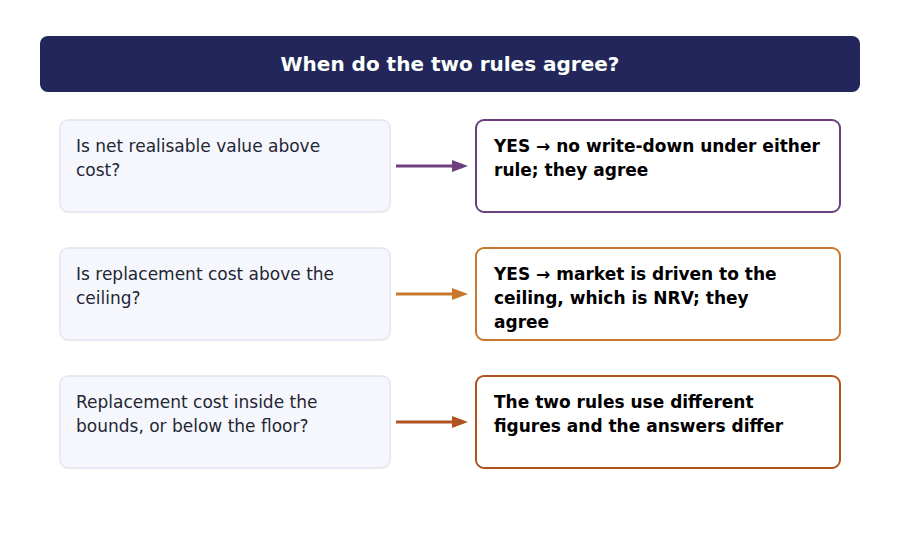 When do the two rules agree?
Is net realisable value above
cost?
YES → no write-down under either
rule; they agree
Is replacement cost above the
ceiling?
YES → market is driven to the
ceiling, which is NRV; they
agree
Replacement cost inside the
bounds, or below the floor?
The two rules use different
figures and the answers differ